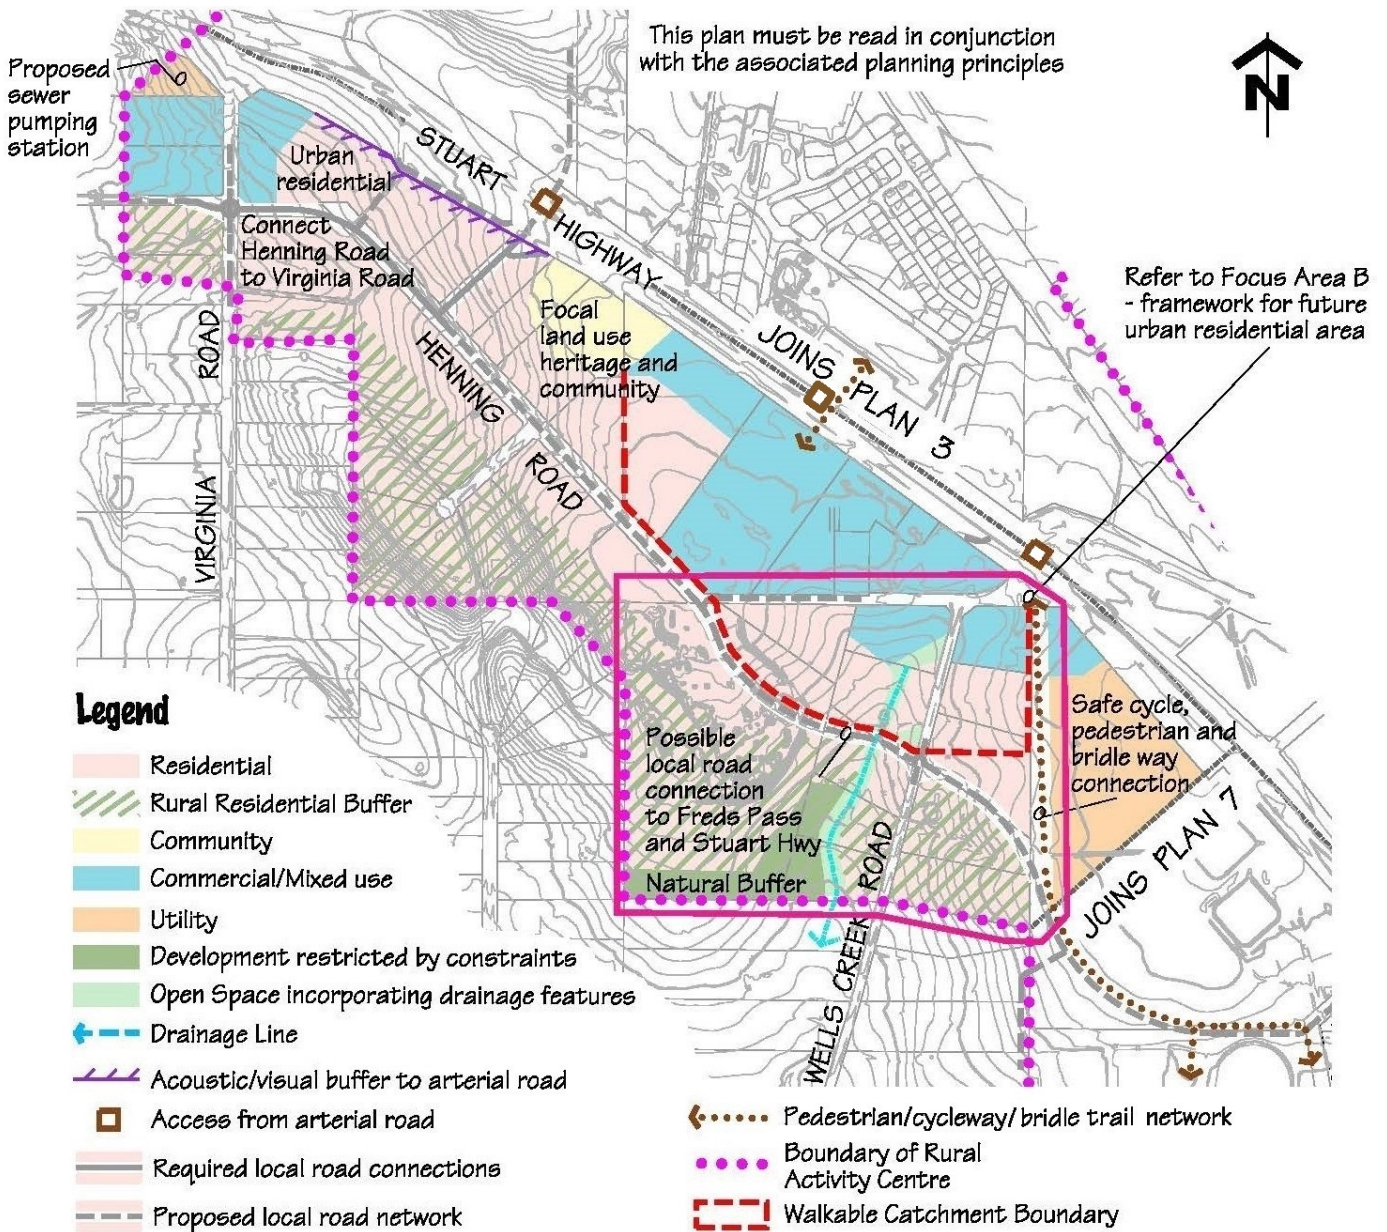 This plan must be read in conjunction
with the associated planning principles
N
Proposed
sewer
pumping
station
STUART
HIGHWAY
Urban
residential
Connect
Henning Road
to Virginia Road
Refer to Focus Area B
- framework for future
urban residential area
Focal
land use
heritage and
community
JOINS PLAN 3
HENNING
ROAD
VIRGINIA
ROAD
Safe cycle,
pedestrian and
bridle way
connection
Possible
local road
connection
to Freds Pass
and Stuart Hwy
Natural Buffer
JOINS PLAN 7
WELLS CREEK ROAD
Legend
Residential
Rural Residential Buffer
Community
Commercial/Mixed use
Utility
Development restricted by constraints
Open Space incorporating drainage features
Drainage Line
Acoustic/visual buffer to arterial road
Access from arterial road
Required local road connections
Proposed local road network
Pedestrian/cycleway/bridle trail network
Boundary of Rural
Activity Centre
Walkable Catchment Boundary